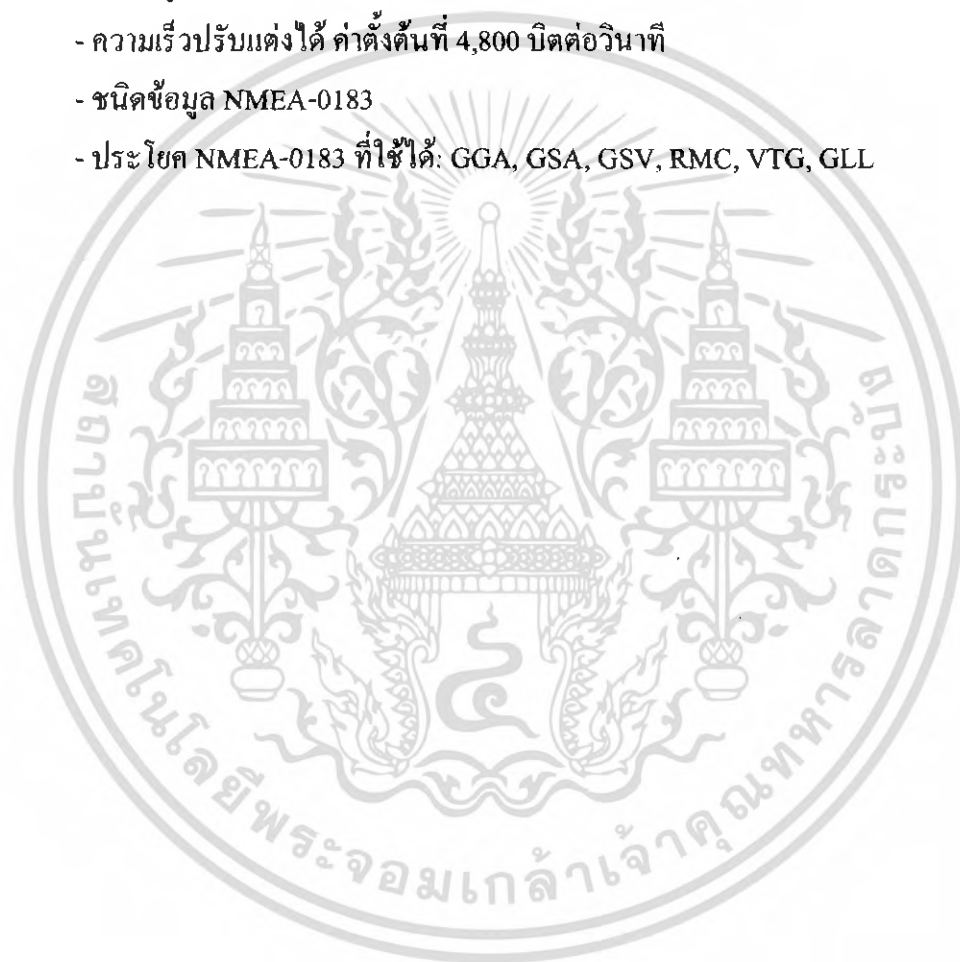 - ความเร็วปรับแต่งได้ ค่าตั้งต้นที่ 4,800 บิตต่อวินาที
- ชนิดข้อมูล NMEA-0183
- ประโยค NMEA-0183 ที่ใช้ได้: GGA, GSA, GSV, RMC, VTG, GLL
สถาบันเทคโนโลยีพระจอมเกล้าเจ้าคุณทหารลาดกระบัง
๔